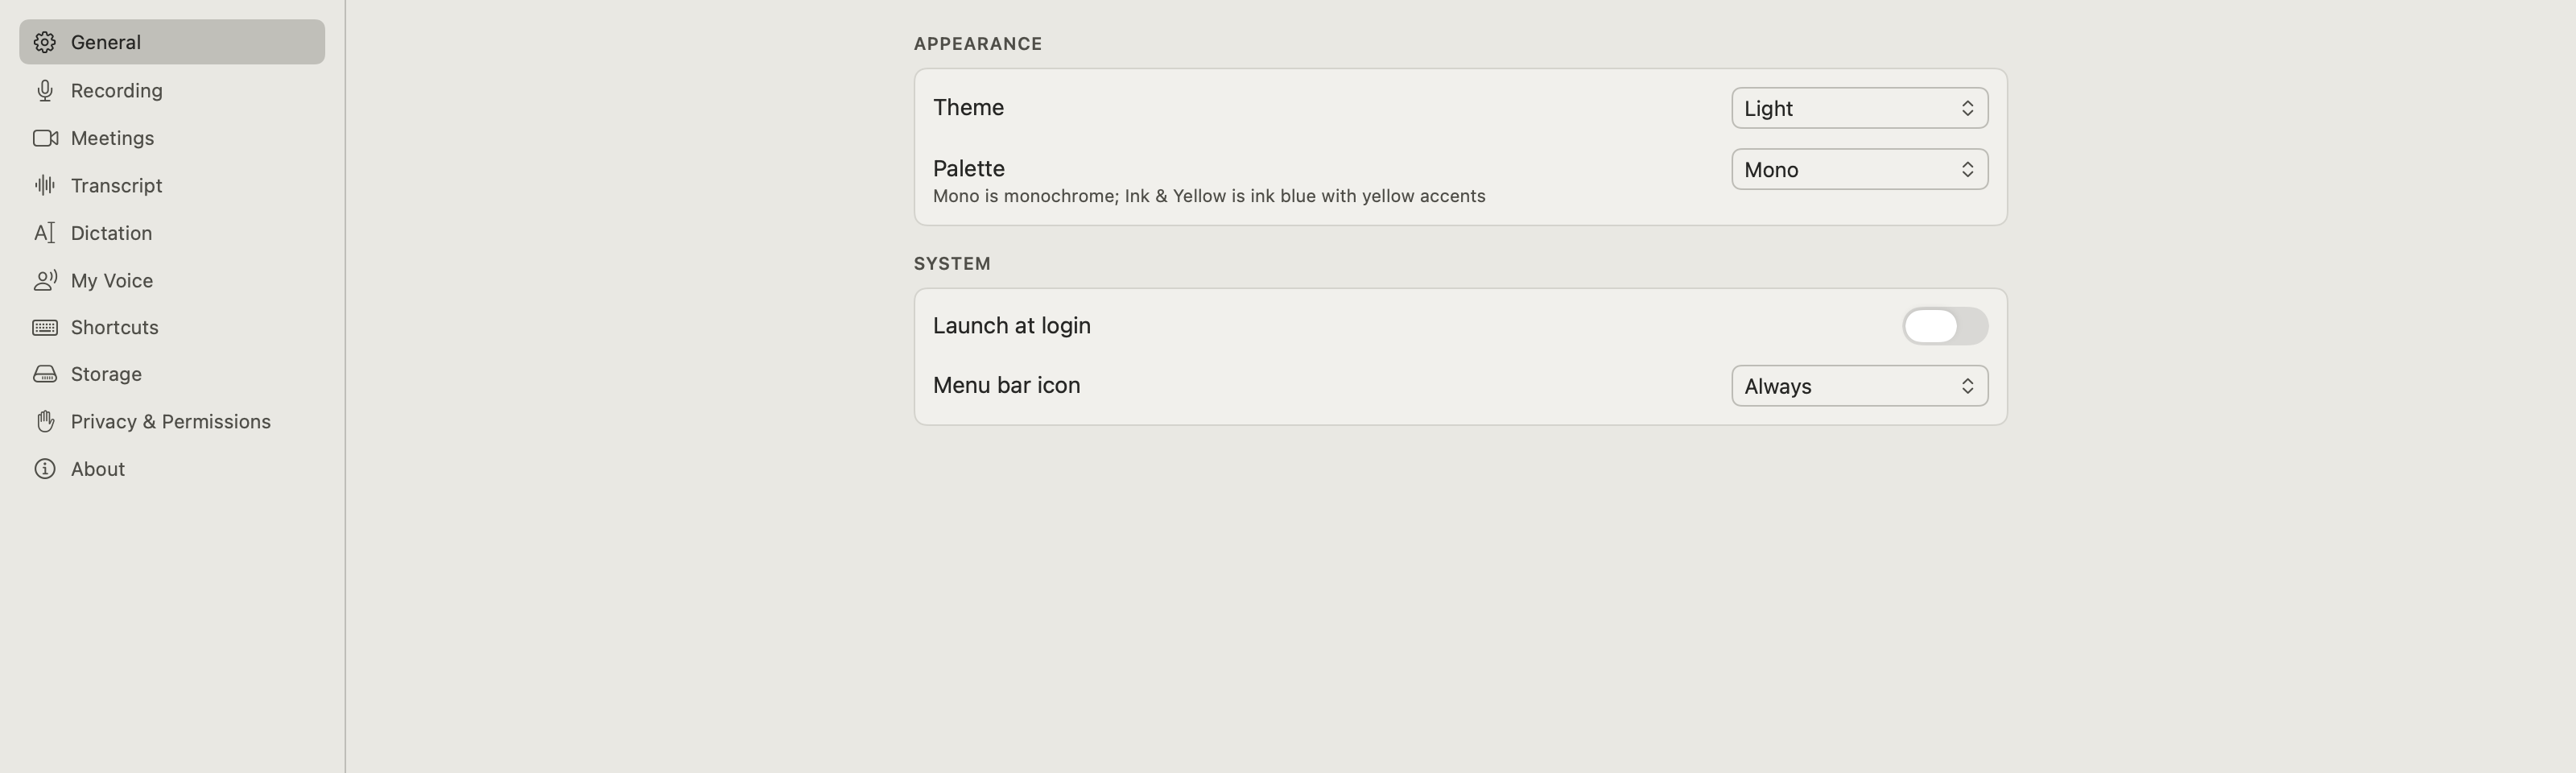 General
Recording
Meetings
Transcript
Dictation
My Voice
Shortcuts
Storage
Privacy & Permissions
About
APPEARANCE
Theme
Light
Palette
Mono
Mono is monochrome; Ink & Yellow is ink blue with yellow accents
SYSTEM
Launch at login
Menu bar icon
Always